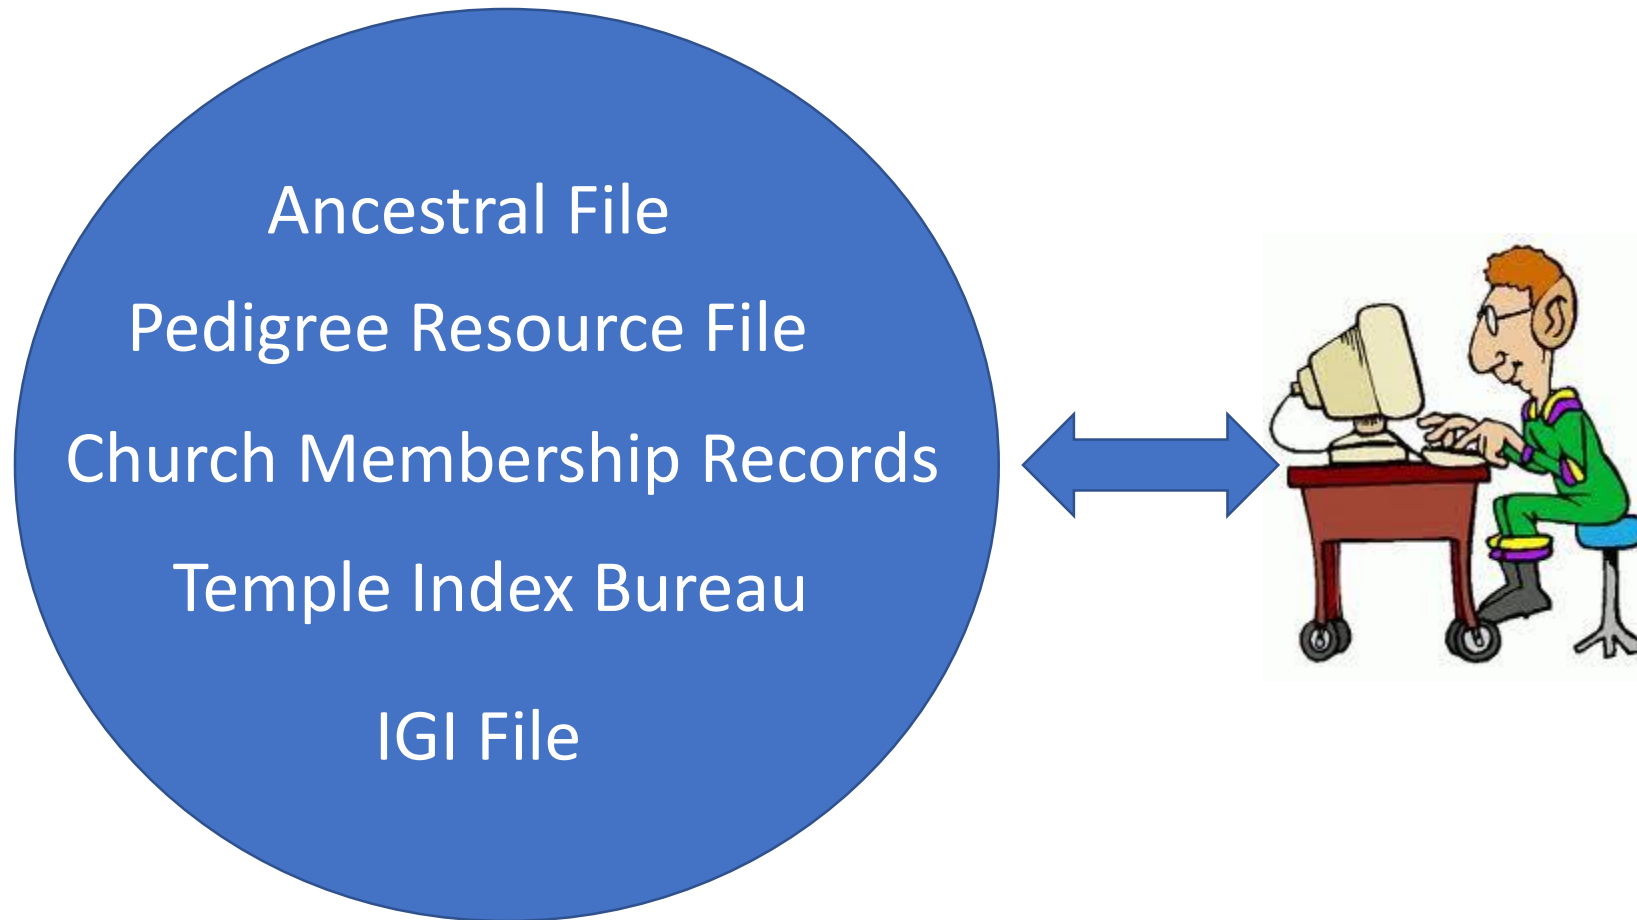 Ancestral File
Pedigree Resource File
Church Membership Records
Temple Index Bureau
IGI File